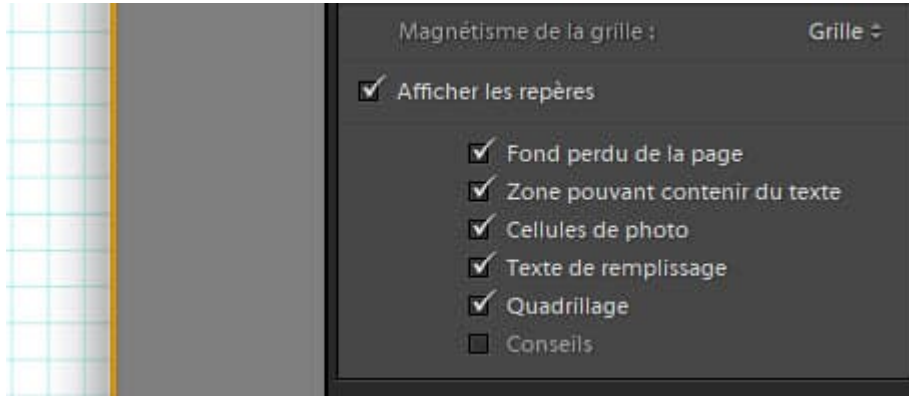 Magnétisme de la grille : Grille
Afficher les repères
Fond perdu de la page
Zone pouvant contenir du texte
Cellules de photo
Texte de remplissage
Quadrillage
Conseils